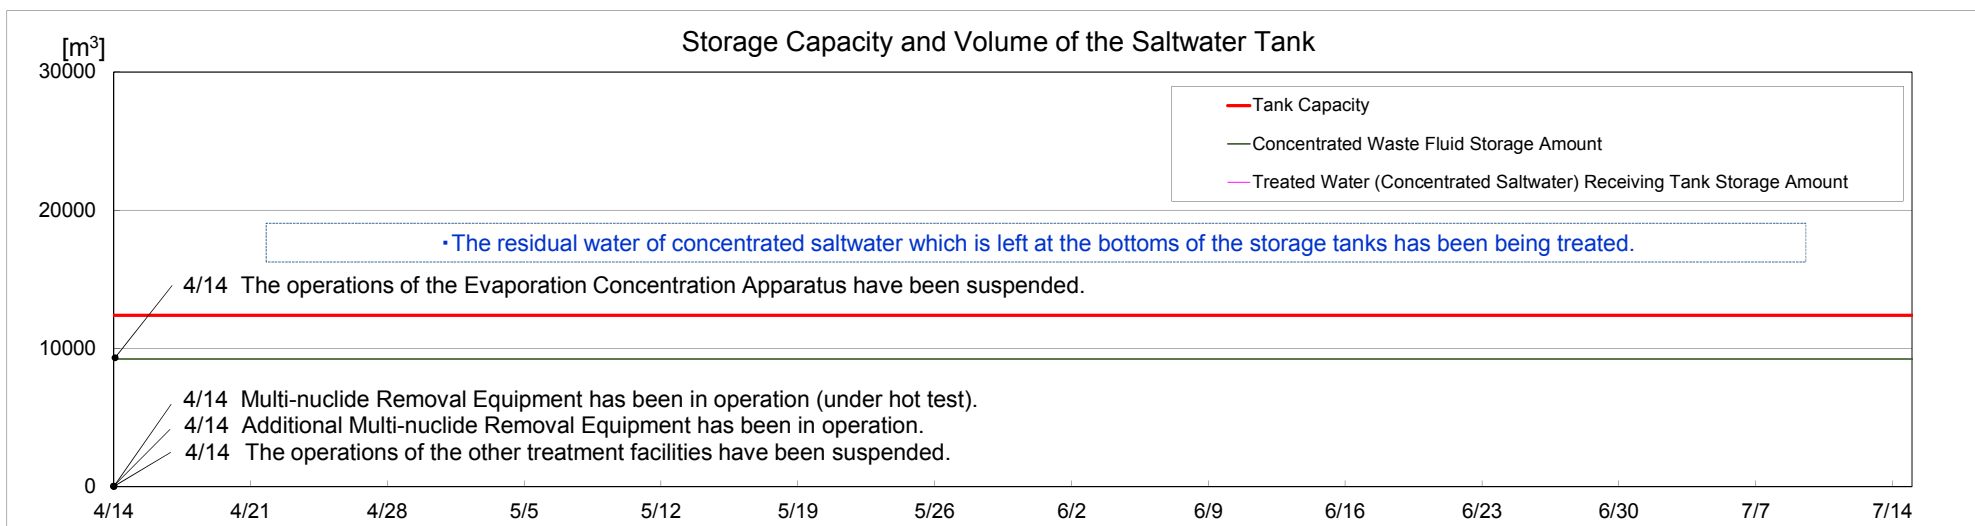 Storage Capacity and Volume of the Saltwater Tank
[m³]
30000
Tank Capacity
Concentrated Waste Fluid Storage Amount
Treated Water (Concentrated Saltwater) Receiving Tank Storage Amount
20000
・The residual water of concentrated saltwater which is left at the bottoms of the storage tanks has been being treated.
4/14 The operations of the Evaporation Concentration Apparatus have been suspended.
10000
4/14 Multi-nuclide Removal Equipment has been in operation (under hot test).
4/14 Additional Multi-nuclide Removal Equipment has been in operation.
4/14 The operations of the other treatment facilities have been suspended.
0
4/14 4/21 4/28 5/5 5/12 5/19 5/26 6/2 6/9 6/16 6/23 6/30 7/7 7/14